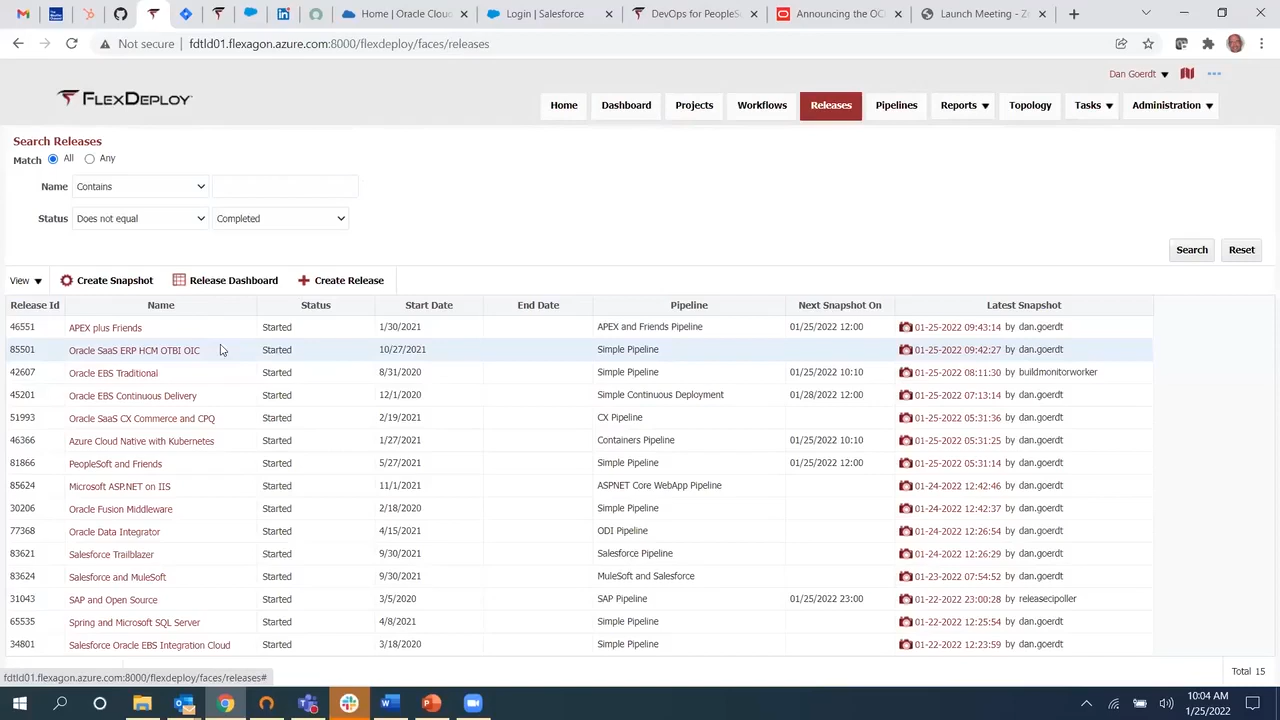 Home | Oracle Clou
Login | Salesforce
DevOps for PeopleS
Announcing the OCI
Launch Meeting - Zo
Not secure
fdtld01.flexagon.azure.com:8000/flexdeploy/faces/releases
Dan Goerdt
FLEXDEPLOY
Home
Dashboard
Projects
Workflows
Releases
Pipelines
Reports
Topology
Tasks
Administration
Search Releases
Match All Any
Name Contains
Status Does not equal Completed
Search Reset
View Create Snapshot Release Dashboard Create Release
Release Id Name Status Start Date End Date Pipeline Next Snapshot On Latest Snapshot
46551 APEX plus Friends Started 1/30/2021 APEX and Friends Pipeline 01/25/2022 12:00 01-25-2022 09:43:14 by dan.goerdt
85501 Oracle SaaS ERP HCM OTBI OIC Started 10/27/2021 Simple Pipeline 01-25-2022 09:42:27 by dan.goerdt
42607 Oracle EBS Traditional Started 8/31/2020 Simple Pipeline 01/25/2022 10:10 01-25-2022 08:11:30 by buildmonitorworker
45201 Oracle EBS Continuous Delivery Started 12/1/2020 Simple Continuous Deployment 01/28/2022 12:00 01-25-2022 07:13:14 by dan.goerdt
51993 Oracle SaaS CX Commerce and CPQ Started 2/19/2021 CX Pipeline 01-25-2022 05:31:36 by dan.goerdt
46366 Azure Cloud Native with Kubernetes Started 1/27/2021 Containers Pipeline 01/25/2022 10:10 01-25-2022 05:31:25 by dan.goerdt
81866 PeopleSoft and Friends Started 5/27/2021 Simple Pipeline 01/25/2022 12:00 01-25-2022 05:31:14 by dan.goerdt
85624 Microsoft ASP.NET on IIS Started 11/1/2021 ASPNET Core WebApp Pipeline 01-24-2022 12:42:46 by dan.goerdt
30206 Oracle Fusion Middleware Started 2/18/2020 Simple Pipeline 01-24-2022 12:42:37 by dan.goerdt
77368 Oracle Data Integrator Started 4/15/2021 ODI Pipeline 01-24-2022 12:26:54 by dan.goerdt
83621 Salesforce Trailblazer Started 9/30/2021 Salesforce Pipeline 01-24-2022 12:26:29 by dan.goerdt
83624 Salesforce and MuleSoft Started 9/30/2021 MuleSoft and Salesforce 01-23-2022 07:54:52 by dan.goerdt
31043 SAP and Open Source Started 3/5/2020 SAP Pipeline 01/25/2022 23:00 01-22-2022 23:00:28 by releasecipoller
65535 Spring and Microsoft SQL Server Started 4/8/2021 Simple Pipeline 01-22-2022 12:25:54 by dan.goerdt
34801 Salesforce Oracle EBS Integration Cloud Started 3/18/2020 Simple Pipeline 01-22-2022 12:23:59 by dan.goerdt
fdtld01.flexagon.azure.com:8000/flexdeploy/faces/releases#
Total 15
10:04 AM
1/25/2022